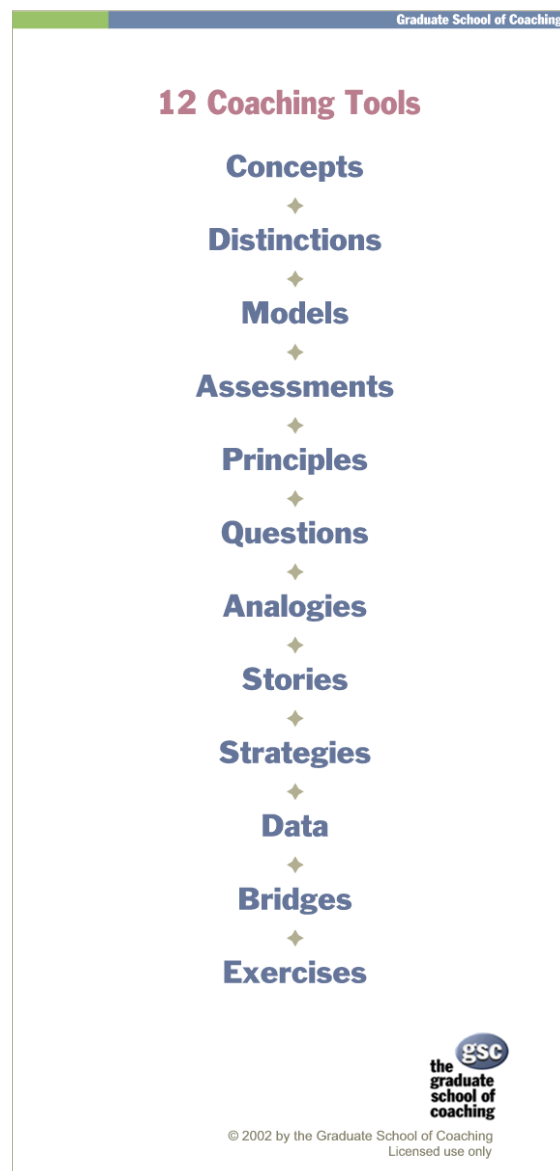 Graduate School of Coaching
12 Coaching Tools
Concepts
Distinctions
Models
Assessments
Principles
Questions
Analogies
Stories
Strategies
Data
Bridges
Exercises
gsc
the
graduate
school of
coaching
© 2002 by the Graduate School of Coaching
Licensed use only